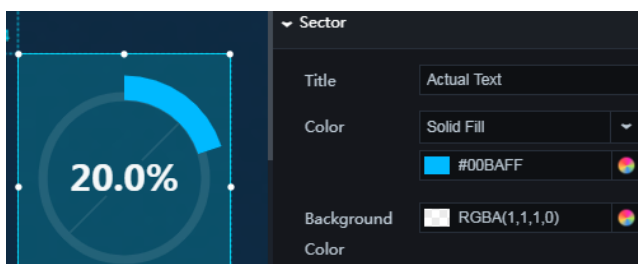 Sector
Title
Actual Text
Color
Solid Fill
#00BAFF
20.0%
Background
Color
RGBA(1,1,1,0)